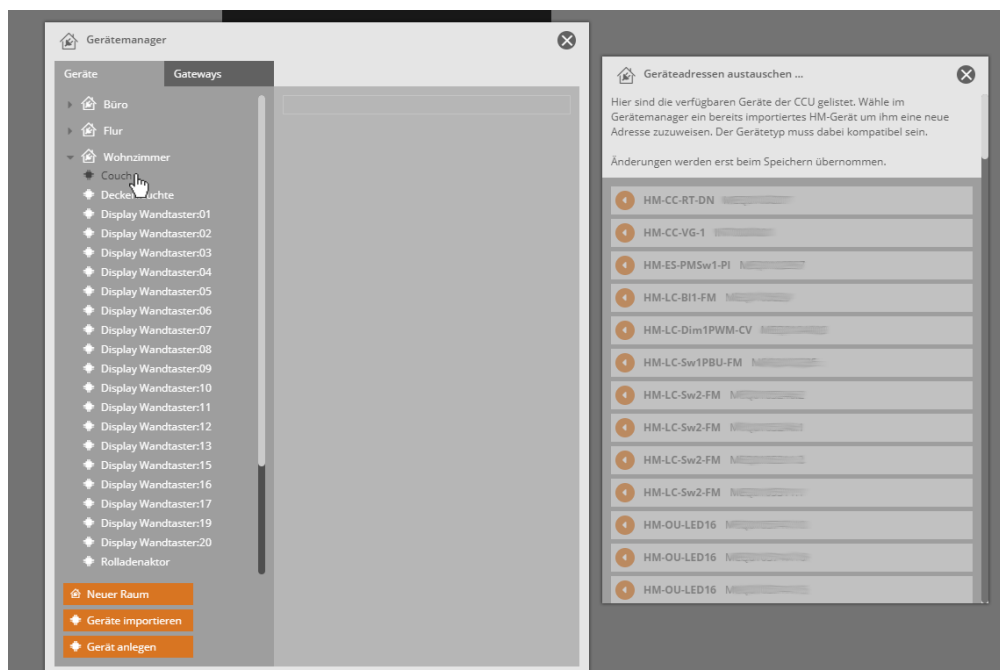 Gerätemanager
Geräte
Gateways
Büro
Flur
Wohnzimmer
Couch
Display Wandtaster:01
Display Wandtaster:02
Display Wandtaster:03
Display Wandtaster:04
Display Wandtaster:05
Display Wandtaster:06
Display Wandtaster:07
Display Wandtaster:08
Display Wandtaster:09
Display Wandtaster:10
Display Wandtaster:11
Display Wandtaster:12
Display Wandtaster:13
Display Wandtaster:15
Display Wandtaster:16
Display Wandtaster:17
Display Wandtaster:19
Display Wandtaster:20
Rolladenaktor
Neuer Raum
Geräte importieren
Gerät anlegen
Geräteadressen austauschen ...
Hier sind die verfügbaren Geräte der CCU gelistet. Wähle im
Gerätemanager ein bereits importiertes HM-Gerät um ihm eine neue
Adresse zuzuweisen. Der Gerätetyp muss dabei kompatibel sein.
Änderungen werden erst beim Speichern übernommen.
HM-CC-RT-DN
HM-CC-VG-1
HM-ES-PMSw1-Pl
HM-LC-Bl1-FM
HM-LC-Dim1PWM-CV
HM-LC-Sw1PBU-FM
HM-LC-Sw2-FM
HM-LC-Sw2-FM
HM-LC-Sw2-FM
HM-LC-Sw2-FM
HM-OU-LED16
HM-OU-LED16
HM-OU-LED16